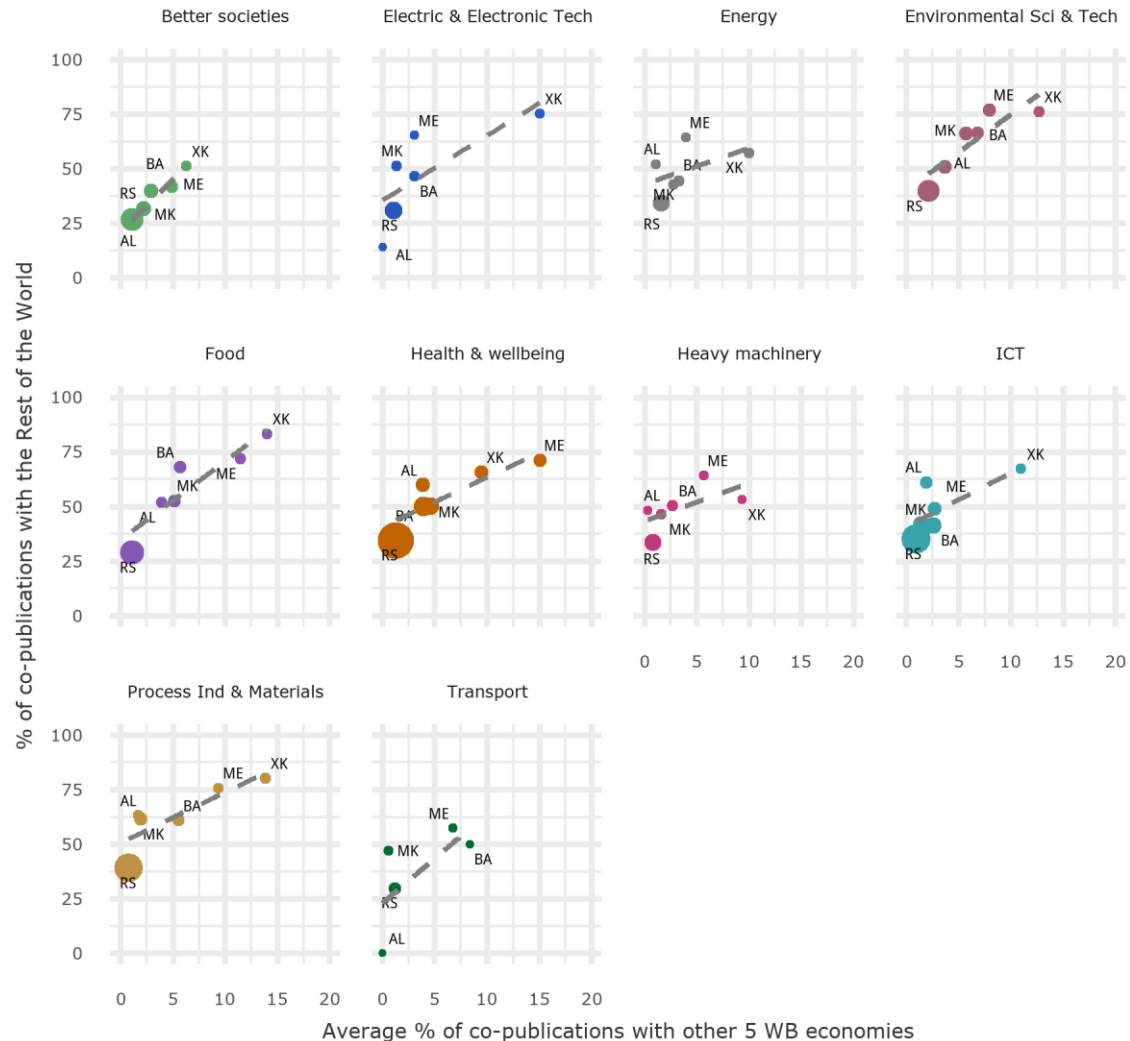 Better societies
Electric & Electronic Tech
Energy
Environmental Sci & Tech
100
75
50
25
0
XK
BA
ME
RS
MK
AL
XK
ME
MK
BA
RS
AL
ME
AL
BA
XK
MK
RS
ME
XK
MK
BA
AL
RS
% of co-publications with the Rest of the World
Food
Health & wellbeing
Heavy machinery
ICT
100
75
50
25
0
XK
BA
ME
MK
AL
RS
ME
XK
AL
BA
MK
RS
ME
AL
BA
XK
MK
RS
XK
AL
ME
MK
BA
RS
0 5 10 15 20
0 5 10 15 20
Process Ind & Materials
Transport
100
75
50
25
0
XK
ME
AL
BA
MK
RS
ME
MK
BA
RS
AL
0 5 10 15 20
0 5 10 15 20
Average % of co-publications with other 5 WB economies